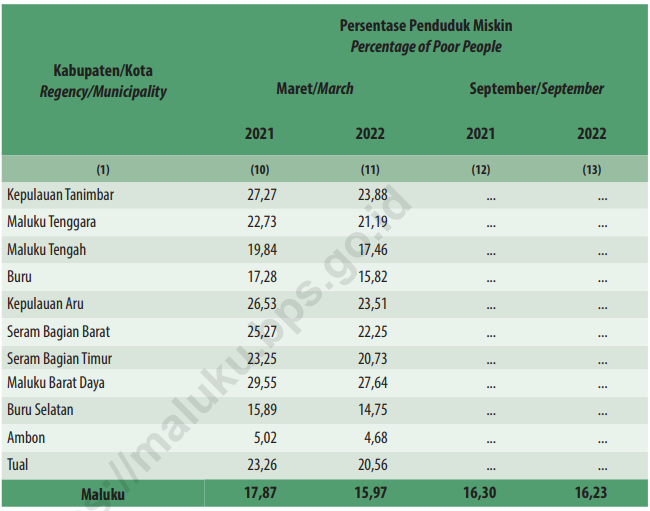 Persentase Penduduk Miskin
Percentage of Poor People
Kabupaten/Kota
Regency/Municipality
Maret/March September/September
2021 2022 2021 2022
(1) (10) (11) (12) (13)
Kepulauan Tanimbar 27,27 23,88 ... ...
Maluku Tenggara 22,73 21,19 ... ...
Maluku Tengah 19,84 17,46 ... ...
Buru 17,28 15,82 ... ...
Kepulauan Aru 26,53 23,51 ... ...
Seram Bagian Barat 25,27 22,25 ... ...
Seram Bagian Timur 23,25 20,73 ... ...
Maluku Barat Daya 29,55 27,64 ... ...
Buru Selatan 15,89 14,75 ... ...
Ambon 5,02 4,68 ... ...
Tual 23,26 20,56 ... ...
Maluku 17,87 15,97 16,30 16,23
s://maluku.bps.go.id